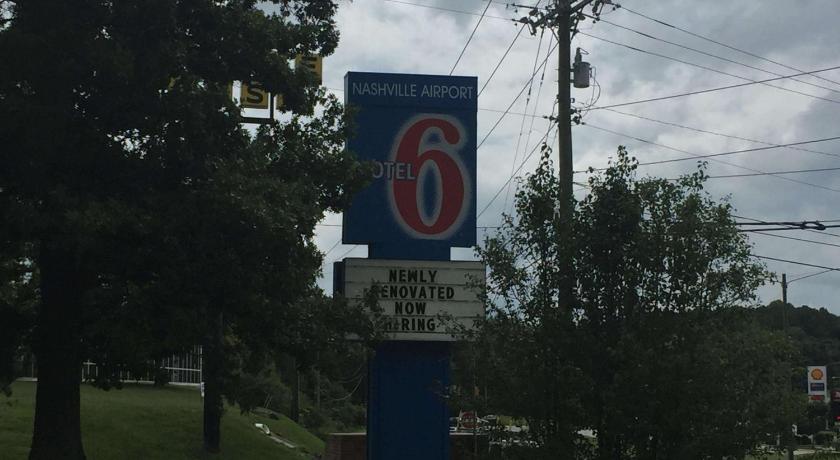 NASHVILLE AIRPORT
OTEL 6
NEWLY
RENOVATED
NOW
HIRING